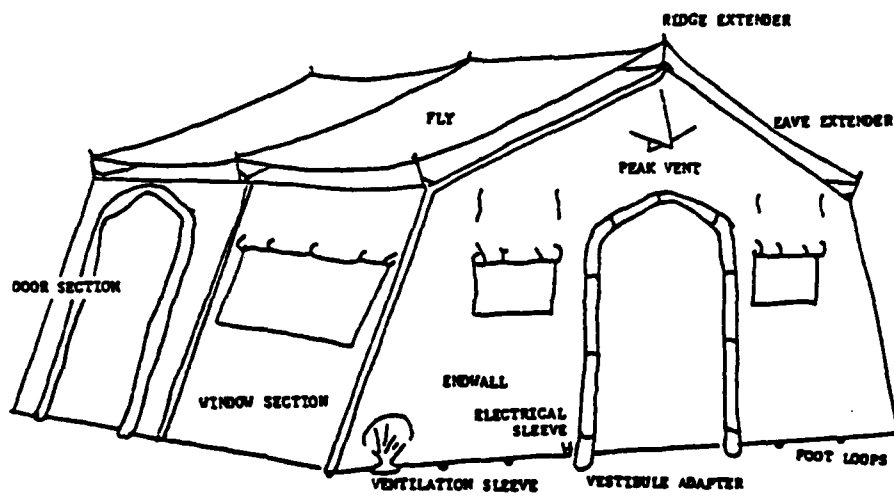 RIDGE EXTENDER
FLY
EAVE EXTENDER
PEAK VENT
DOOR SECTION
WINDOW SECTION
ENDWALL
ELECTRICAL
SLEEVE
FOOT LOOPS
VENTILATION SLEEVE
VESTIBULE ADAPTER